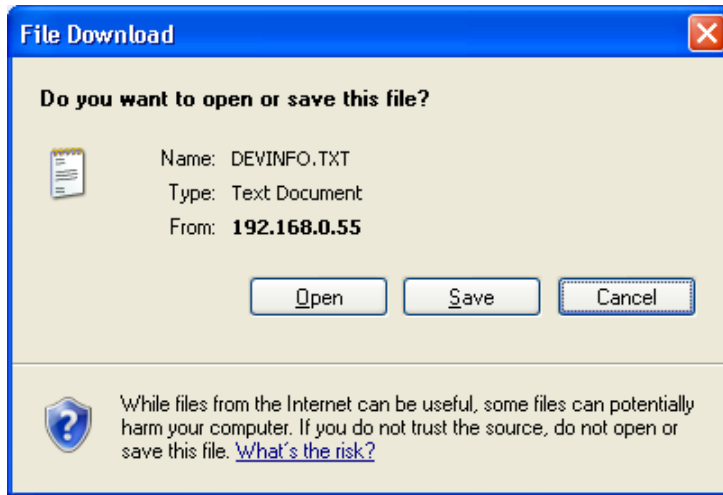 File Download
Do you want to open or save this file?
Name: DEVINFO.TXT
Type: Text Document
From: 192.168.0.55
Open Save Cancel
While files from the Internet can be useful, some files can potentially
harm your computer. If you do not trust the source, do not open or
save this file. What's the risk?